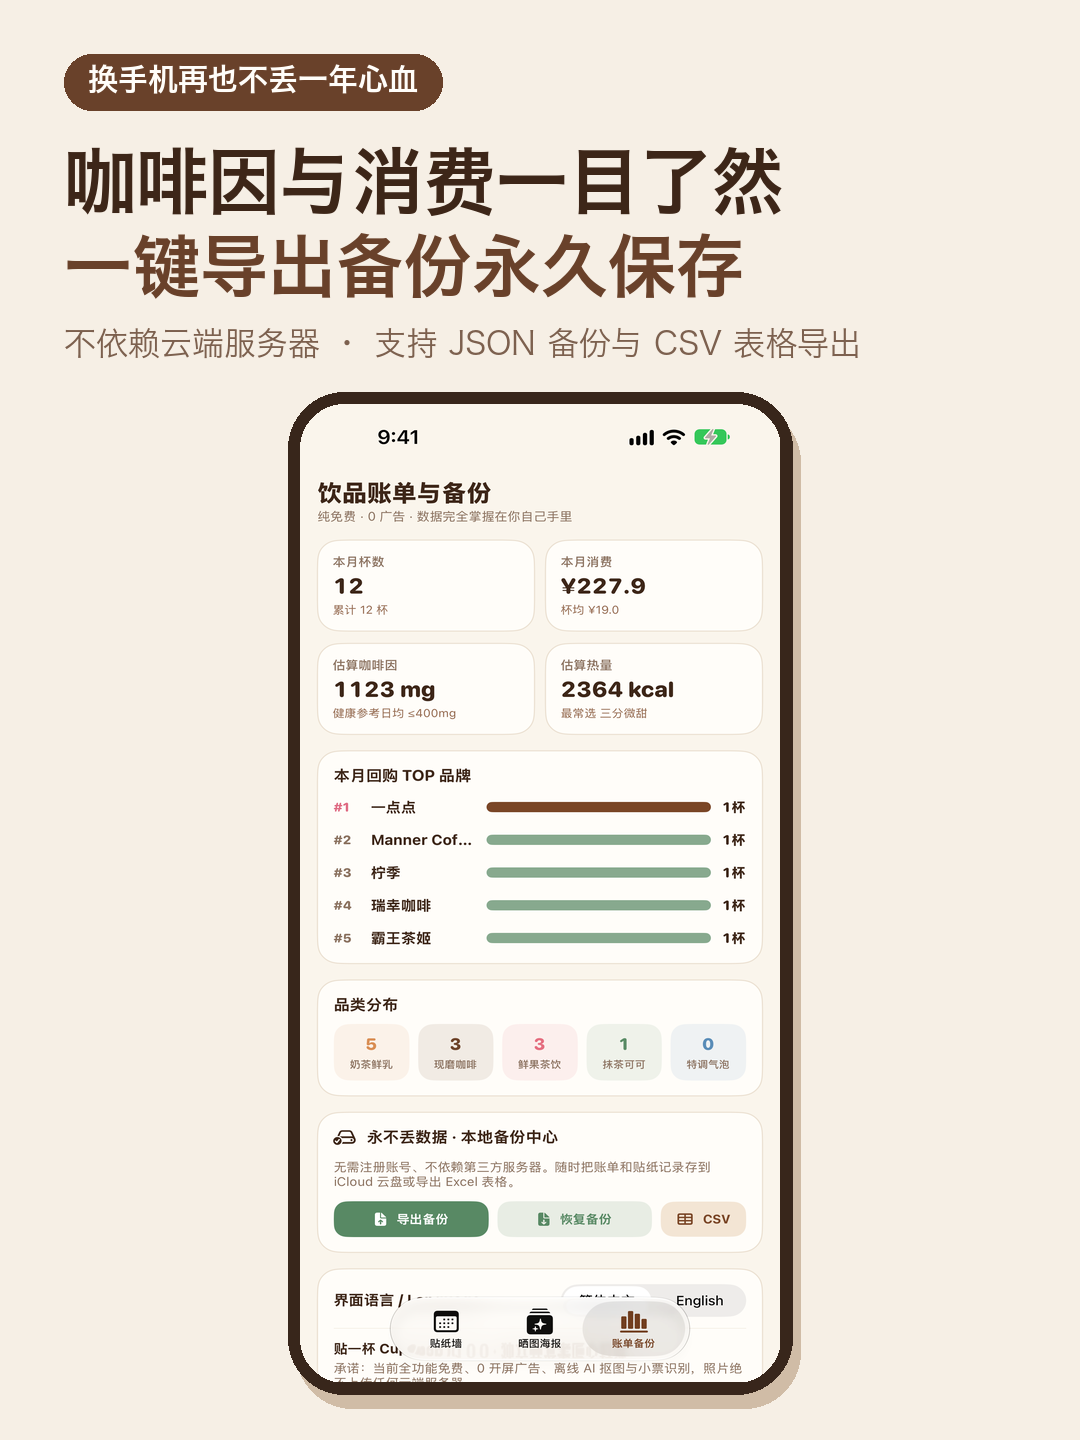 换手机再也不丢一年心血
咖啡因与消费一目了然
一键导出备份永久保存
不依赖云端服务器 · 支持 JSON 备份与 CSV 表格导出
9:41
饮品账单与备份
纯免费 · 0 广告 · 数据完全掌握在你自己手里
本月杯数
12
累计 12 杯
本月消费
¥227.9
杯均 ¥19.0
估算咖啡因
1123 mg
健康参考日均 ≤400mg
估算热量
2364 kcal
最常选 三分微甜
本月回购 TOP 品牌
#1 一点点 1杯
#2 Manner Cof... 1杯
#3 柠季 1杯
#4 瑞幸咖啡 1杯
#5 霸王茶姬 1杯
品类分布
5 3 3 1 0
奶茶鲜乳 现磨咖啡 鲜果茶饮 抹茶可可 特调气泡
永不丢数据 · 本地备份中心
无需注册账号、不依赖第三方服务器。随时把账单和贴纸记录存到
iCloud 云盘或导出 Excel 表格。
导出备份 恢复备份 CSV
界面语言 / English
贴纸墙 晒图海报 账单备份
贴一杯
承诺：当前全功能免费、0 开屏广告、离线 AI 抠图与小票识别，照片绝